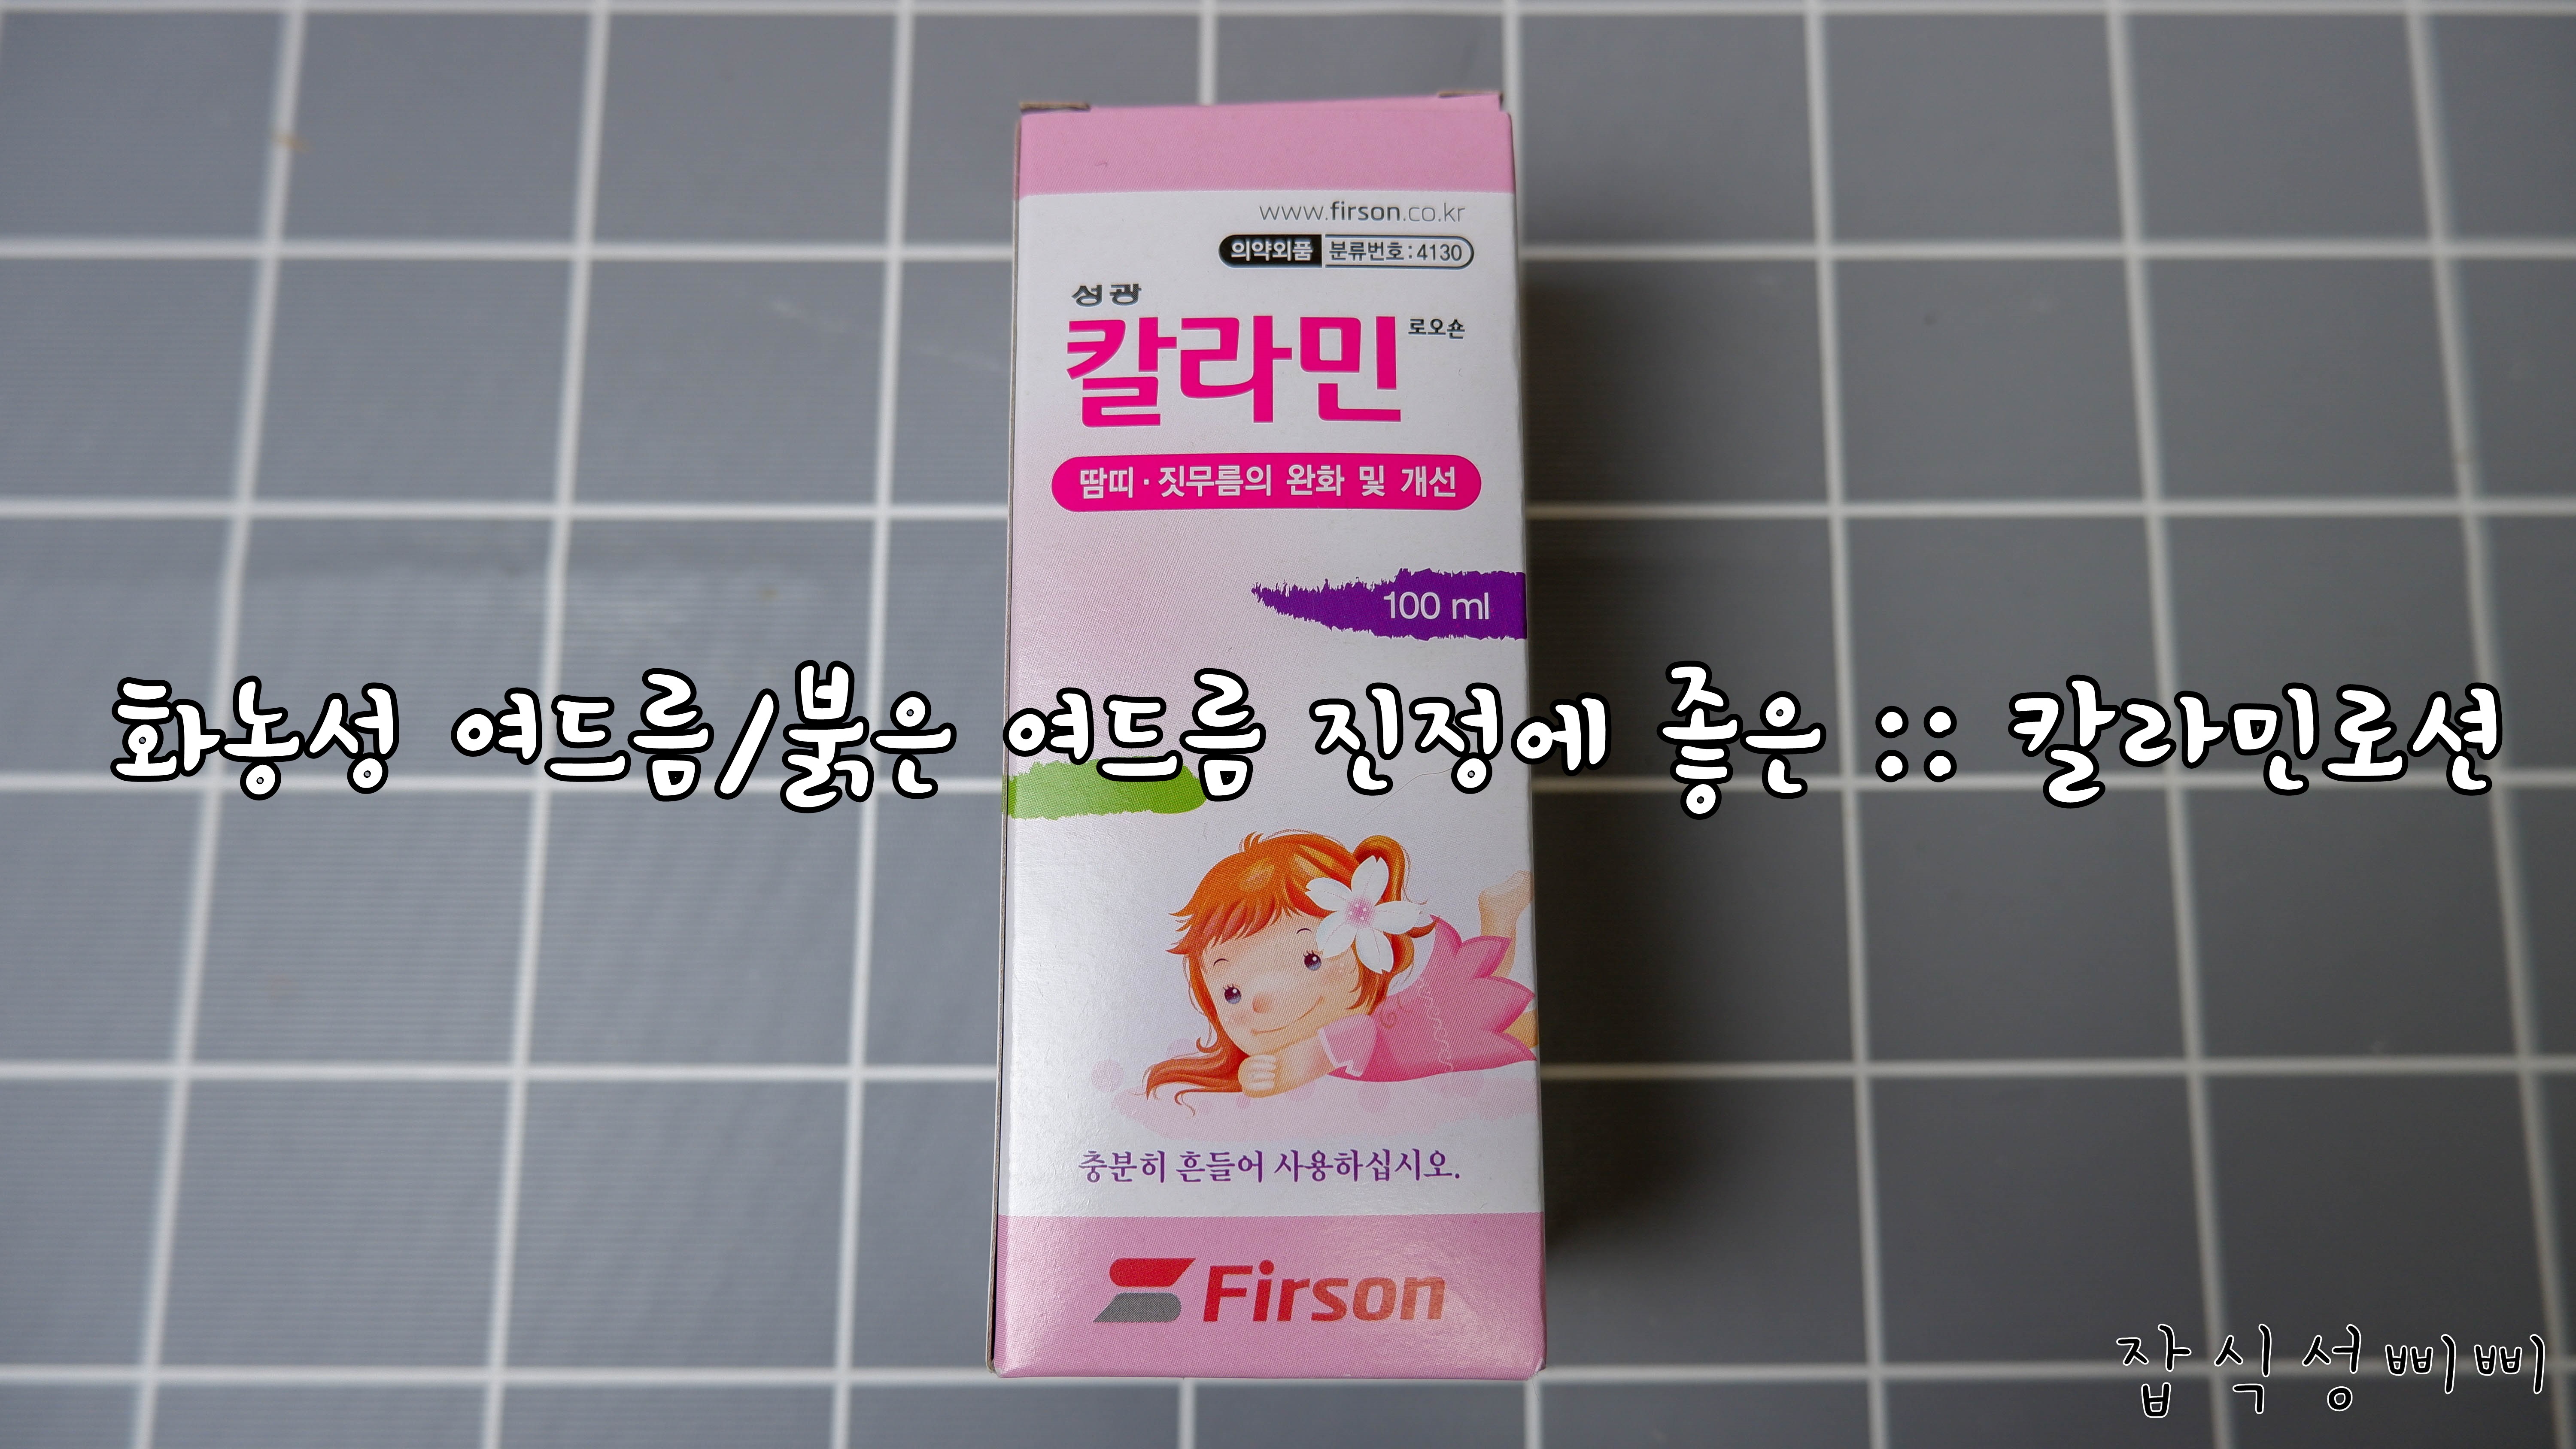 www.firson.co.kr
의약외품 분류번호:4130
성광
칼라민 로오숀
땀띠·짓무름의 완화 및 개선
100 ml
화농성 여드름/붉은 여드름 진정에 좋은 :: 칼라민로션
충분히 흔들어 사용하십시오.
Firson
잡식성삐삐